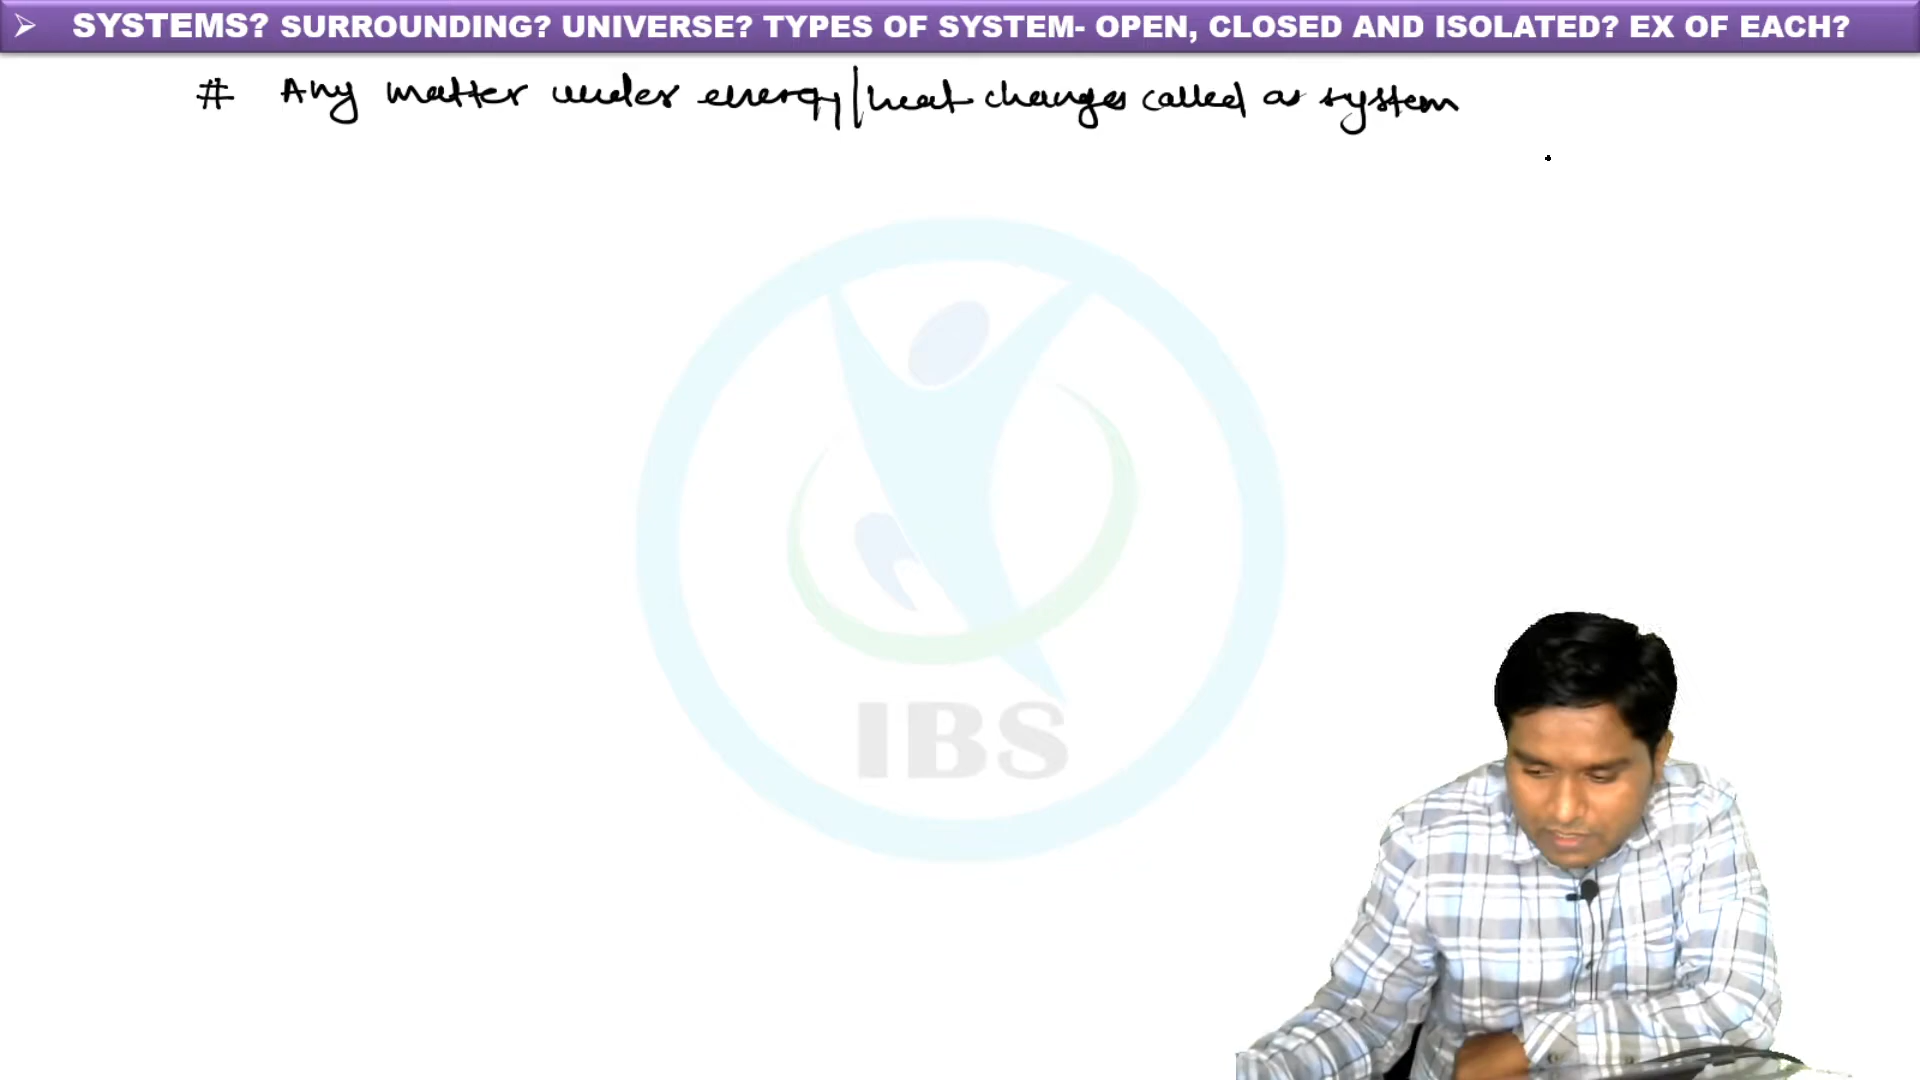 SYSTEMS? SURROUNDING? UNIVERSE? TYPES OF SYSTEM- OPEN, CLOSED AND ISOLATED? EX OF EACH?
# Any matter under energy/heat changes called as system
IBS